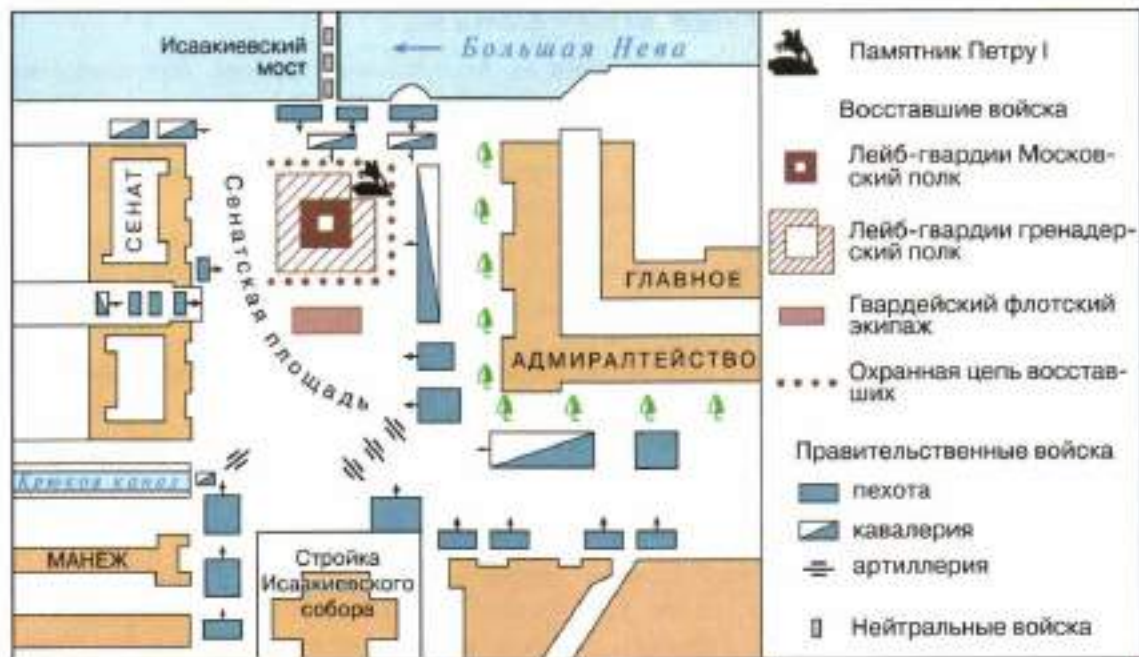 Исаакиевский
мост
Большая Нева
СЕНАТ
Сенатская площадь
ГЛАВНОЕ
АДМИРАЛТЕЙСТВО
Крюков канал
МАНЕЖ
Стройка
Исаакиевского
собора
Памятник Петру I
Восставшие войска
Лейб-гвардии Москов-
ский полк
Лейб-гвардии гренадер-
ский полк
Гвардейский флотский
экипаж
Охранная цепь восстав-
ших
Правительственные войска
пехота
кавалерия
артиллерия
Нейтральные войска